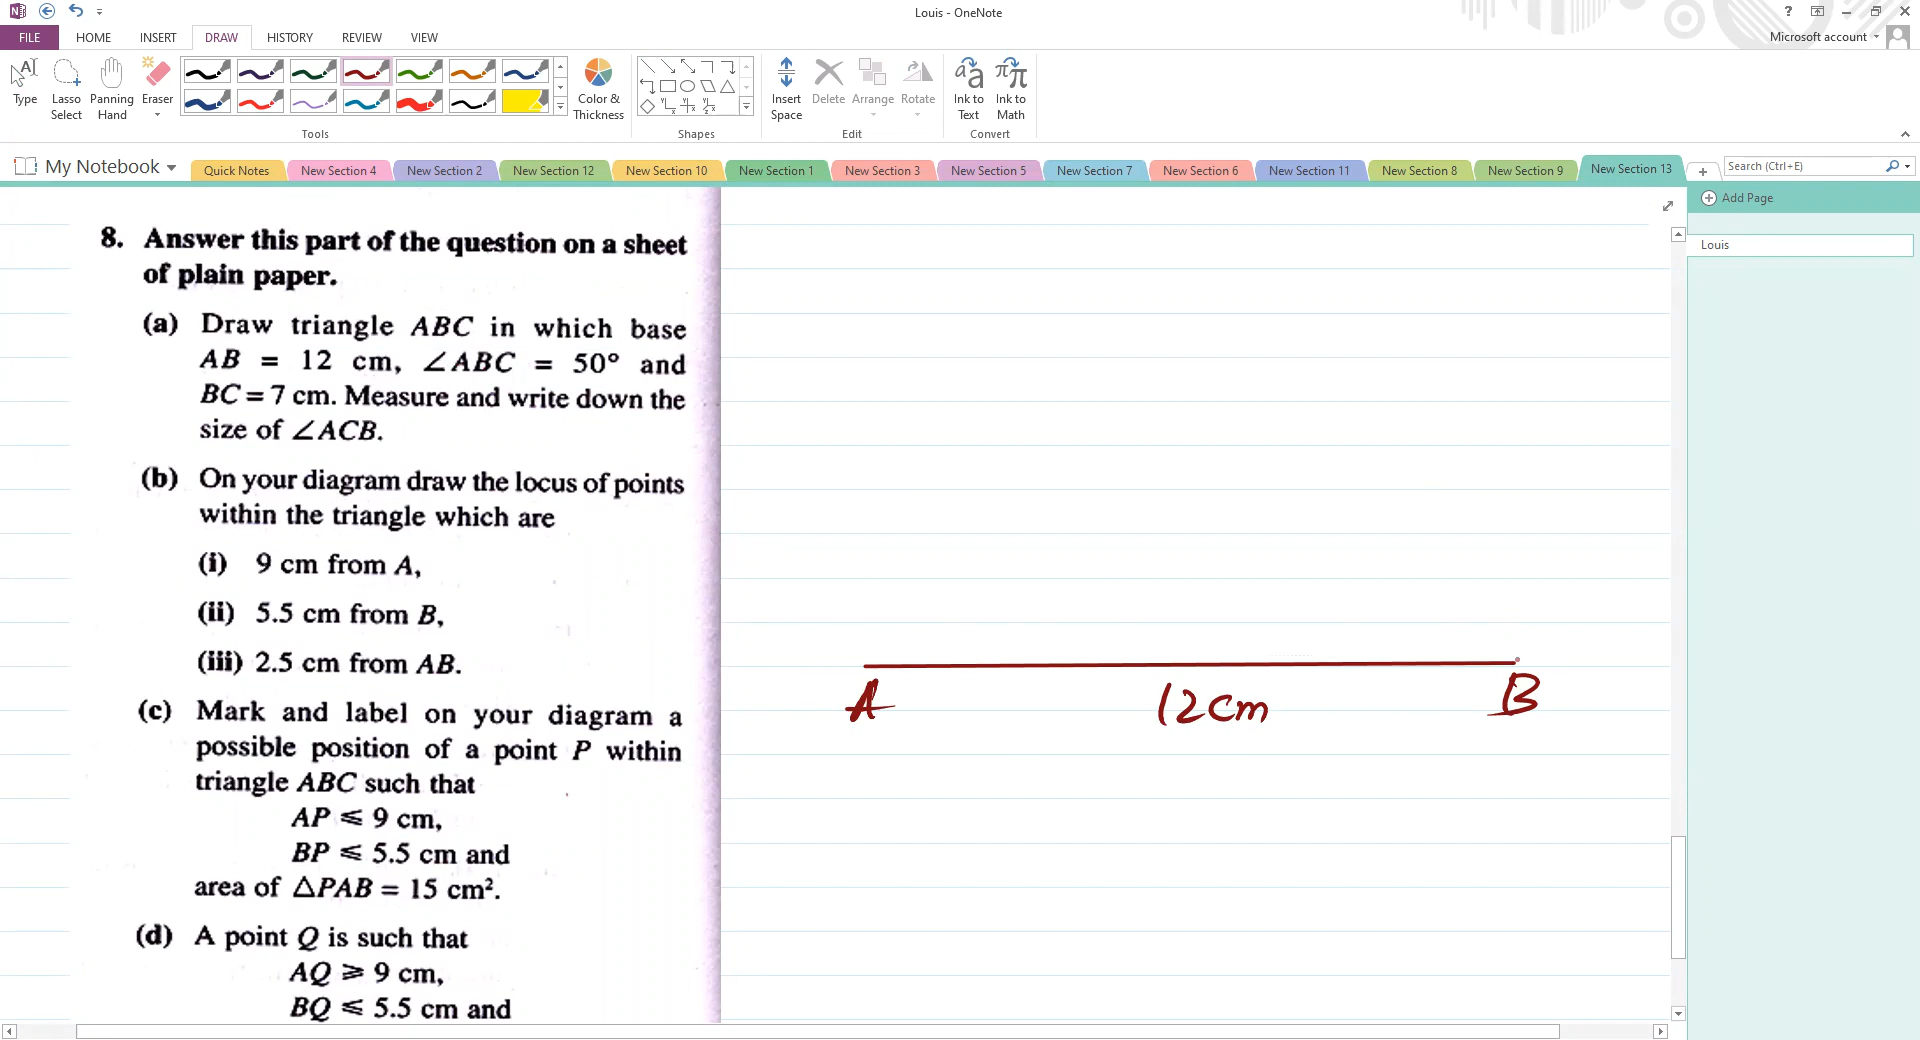 Louis - OneNote
?
FILE HOME INSERT DRAW HISTORY REVIEW VIEW
Microsoft account
Type
Lasso Select
Panning Hand
Eraser
Color & Thickness
Insert Space
Delete
Arrange
Rotate
Ink to Text
Ink to Math
Tools
Shapes
Edit
Convert
My Notebook
Quick Notes New Section 4 New Section 2 New Section 12 New Section 10 New Section 1 New Section 3 New Section 5 New Section 7 New Section 6 New Section 11 New Section 8 New Section 9 New Section 13
Search (Ctrl+E)
Add Page
Louis
8. Answer this part of the question on a sheet
of plain paper.
(a) Draw triangle ABC in which base
AB = 12 cm, ∠ABC = 50° and
BC = 7 cm. Measure and write down the
size of ∠ACB.
(b) On your diagram draw the locus of points
within the triangle which are
(i) 9 cm from A,
(ii) 5.5 cm from B,
(iii) 2.5 cm from AB.
(c) Mark and label on your diagram a
possible position of a point P within
triangle ABC such that
AP ⩽ 9 cm,
BP ⩽ 5.5 cm and
area of △PAB = 15 cm².
(d) A point Q is such that
AQ ⩾ 9 cm,
BQ ⩽ 5.5 cm and
A 12cm B